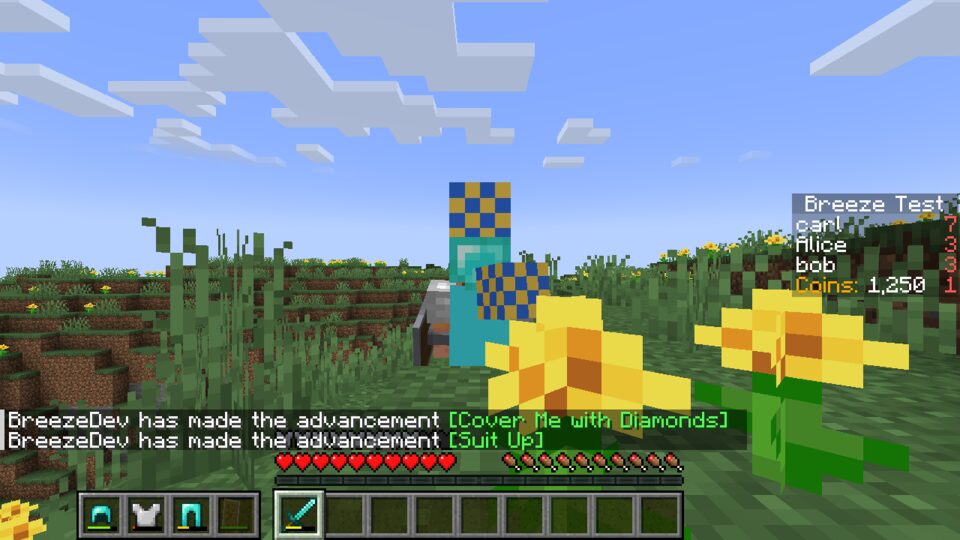 Breeze Test
carl 7
Alice 3
bob 3
Coins: 1,250 1
BreezeDev has made the advancement [Cover Me with Diamonds]
BreezeDev has made the advancement [Suit Up]